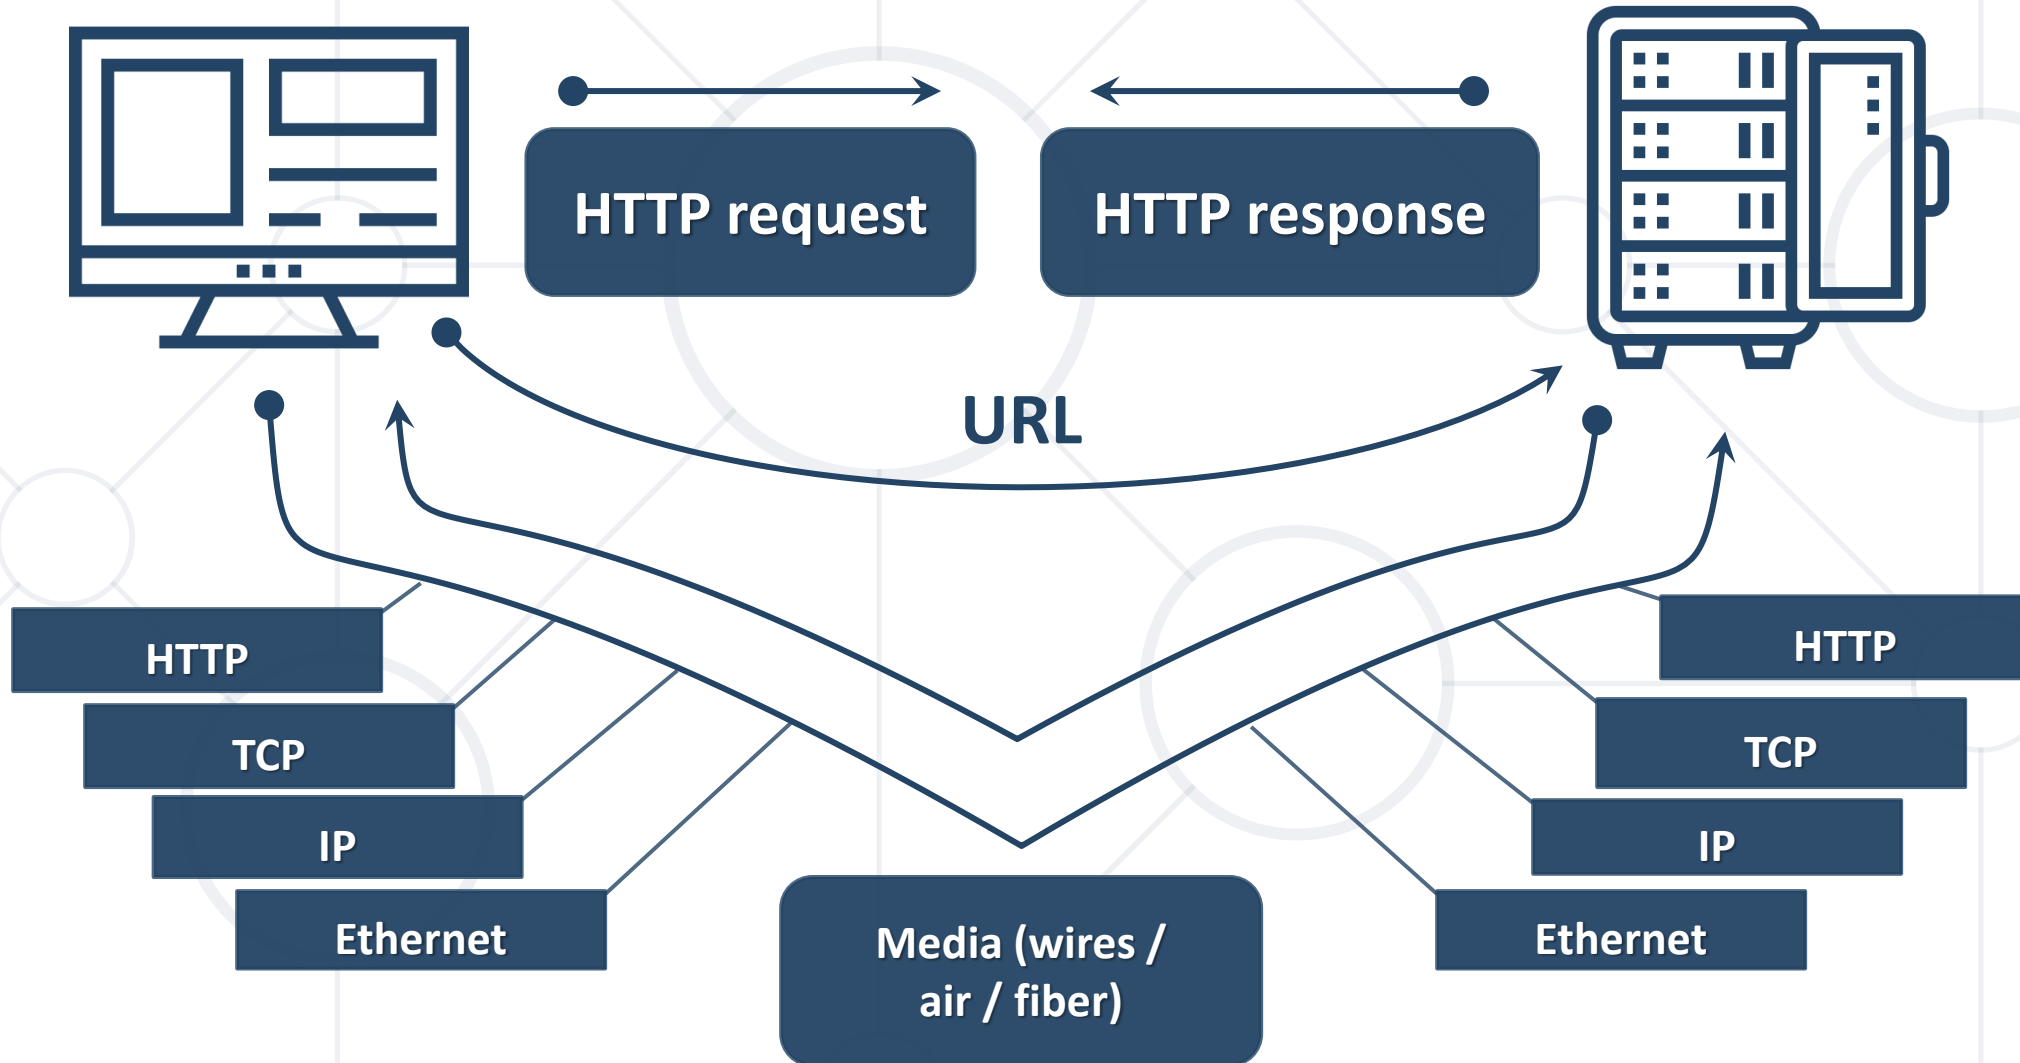 HTTP request
HTTP response
URL
HTTP
TCP
IP
Ethernet
Media (wires /
air / fiber)
HTTP
TCP
IP
Ethernet